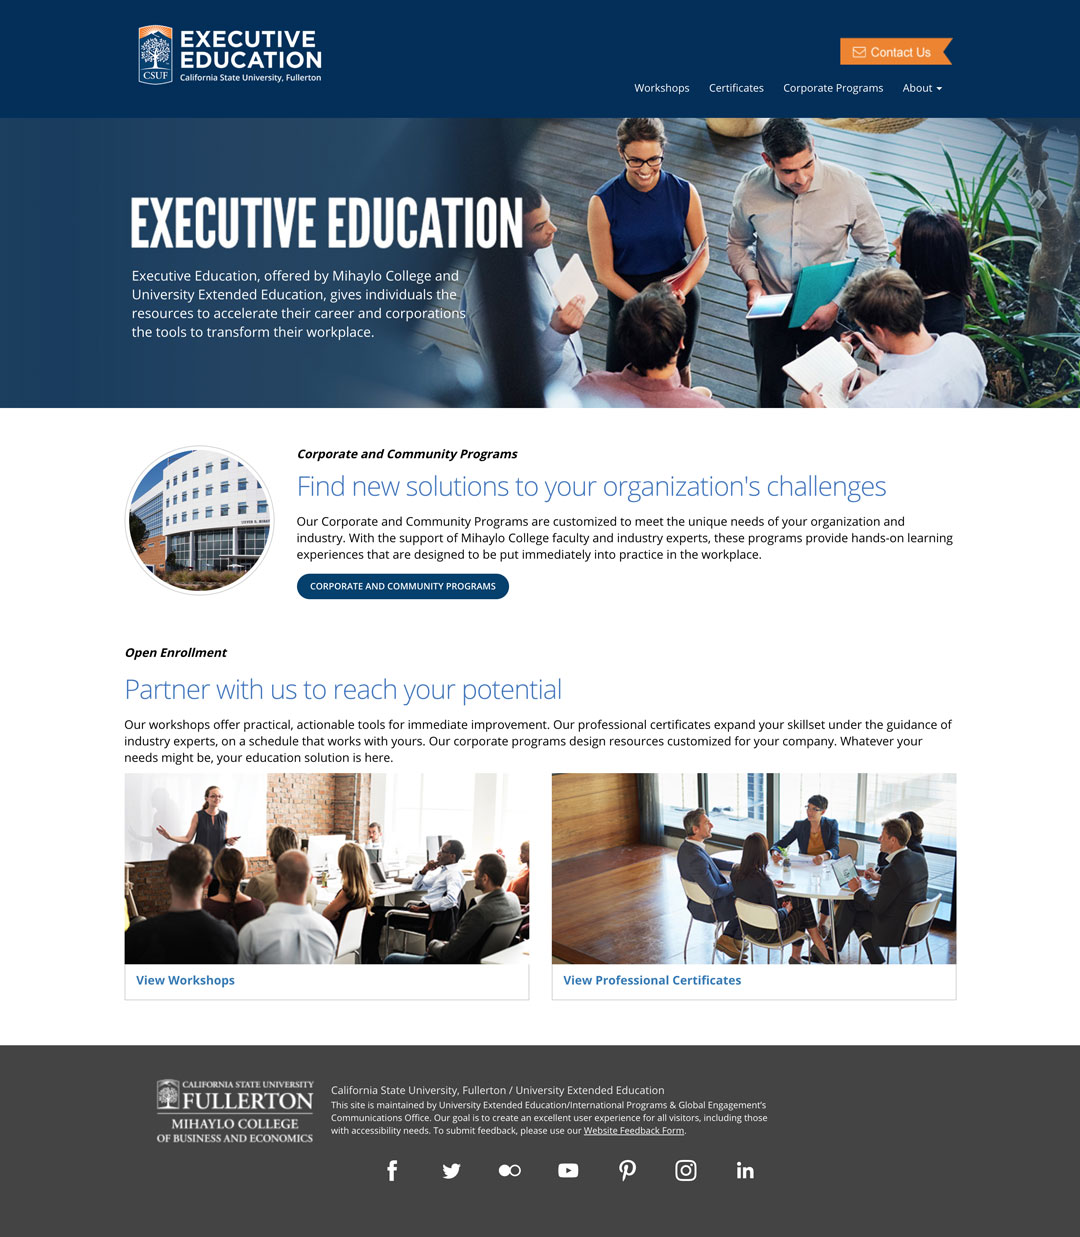 EXECUTIVE
EDUCATION
California State University, Fullerton
CSUF
Contact Us
Workshops Certificates Corporate Programs About
EXECUTIVE EDUCATION
Executive Education, offered by Mihaylo College and
University Extended Education, gives individuals the
resources to accelerate their career and corporations
the tools to transform their workplace.
Corporate and Community Programs
Find new solutions to your organization's challenges
Our Corporate and Community Programs are customized to meet the unique needs of your organization and
industry. With the support of Mihaylo College faculty and industry experts, these programs provide hands-on learning
experiences that are designed to be put immediately into practice in the workplace.
CORPORATE AND COMMUNITY PROGRAMS
Open Enrollment
Partner with us to reach your potential
Our workshops offer practical, actionable tools for immediate improvement. Our professional certificates expand your skillset under the guidance of
industry experts, on a schedule that works with yours. Our corporate programs design resources customized for your company. Whatever your
needs might be, your education solution is here.
View Workshops
View Professional Certificates
CALIFORNIA STATE UNIVERSITY
FULLERTON
MIHAYLO COLLEGE
OF BUSINESS AND ECONOMICS
California State University, Fullerton / University Extended Education
This site is maintained by University Extended Education/International Programs & Global Engagement's
Communications Office. Our goal is to create an excellent user experience for all visitors, including those
with accessibility needs. To submit feedback, please use our Website Feedback Form.